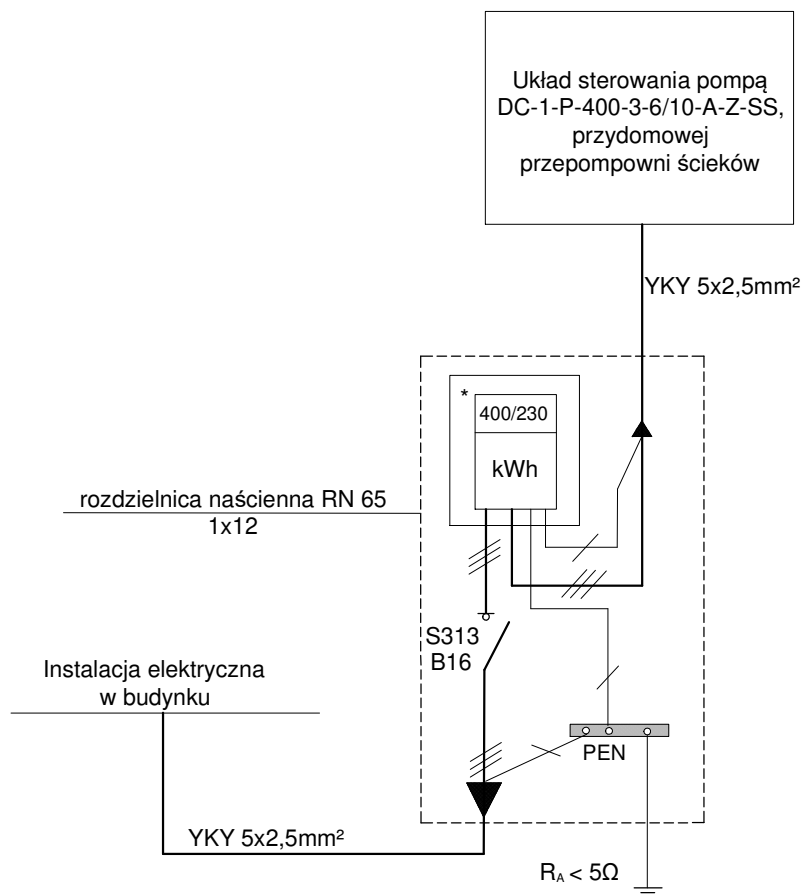 Układ sterowania pompą
DC-1-P-400-3-6/10-A-Z-SS,
przydomowej
przepompowni ścieków
YKY 5x2,5mm²
*
400/230
kWh
rozdzielnica naścienna RN 65
1x12
S313
B16
Instalacja elektryczna
w budynku
PEN
YKY 5x2,5mm²
R_A < 5Ω